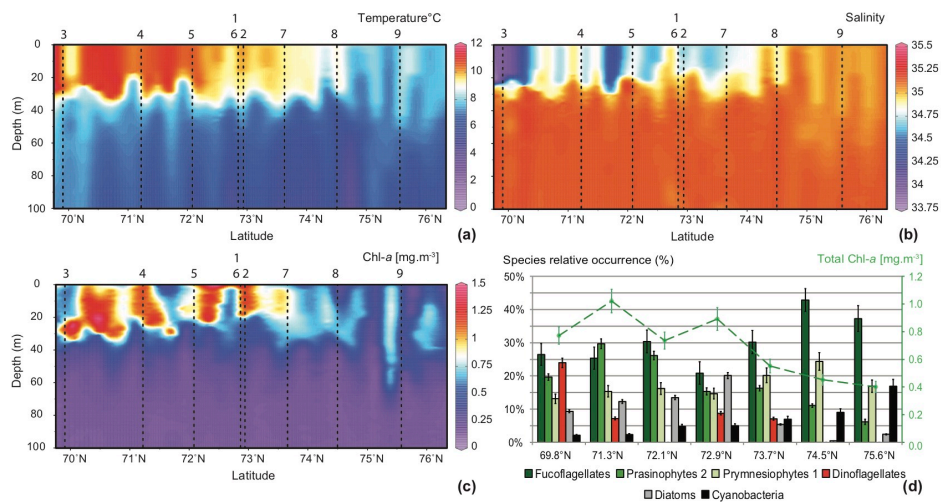 1
Temperature°C
3 4 5 6 2 7 8 9
0
20
40
60
80
100
Depth (m)
12
10
8
6
4
2
0
70°N 71°N 72°N 73°N 74°N 75°N 76°N
Latitude
(a)
1
Salinity
3 4 5 6 2 7 8 9
35.5
35.25
35
34.75
34.5
34.25
34
33.75
70°N 71°N 72°N 73°N 74°N 75°N 76°N
Latitude
(b)
1
Chl-a [mg.m-3]
3 4 5 6 2 7 8 9
0
20
40
60
80
100
Depth (m)
1.5
1.25
1
0.75
0.5
0.25
0
70°N 71°N 72°N 73°N 74°N 75°N 76°N
Latitude
(c)
Species relative occurrence (%)
Total Chl-a [mg.m-3]
50%
40%
30%
20%
10%
0%
1.2
1.0
0.8
0.6
0.4
0.2
0.0
69.8°N 71.3°N 72.1°N 72.9°N 73.7°N 74.5°N 75.6°N
Fucoflagellates Prasinophytes 2 Prymnesiophytes 1 Dinoflagellates
Diatoms Cyanobacteria
(d)